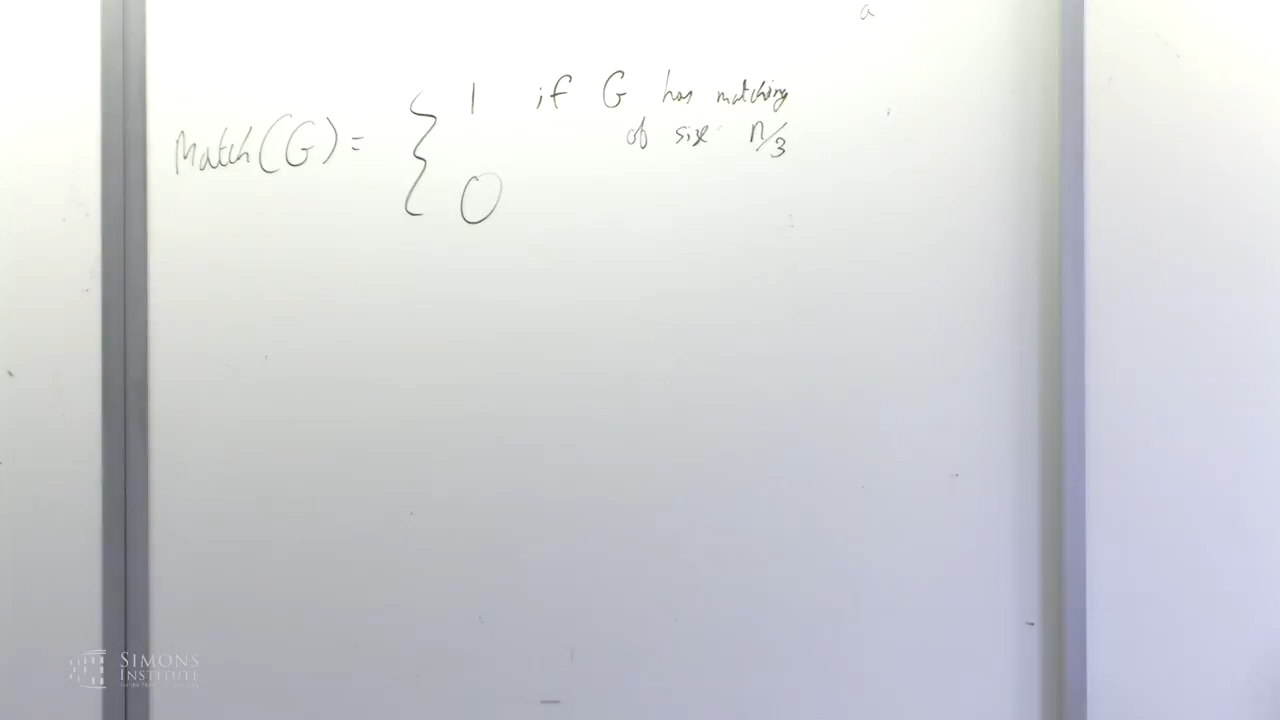 a
Match(G) = { 1 if G has matching
of size n/3
0
SIMONS
INSTITUTE